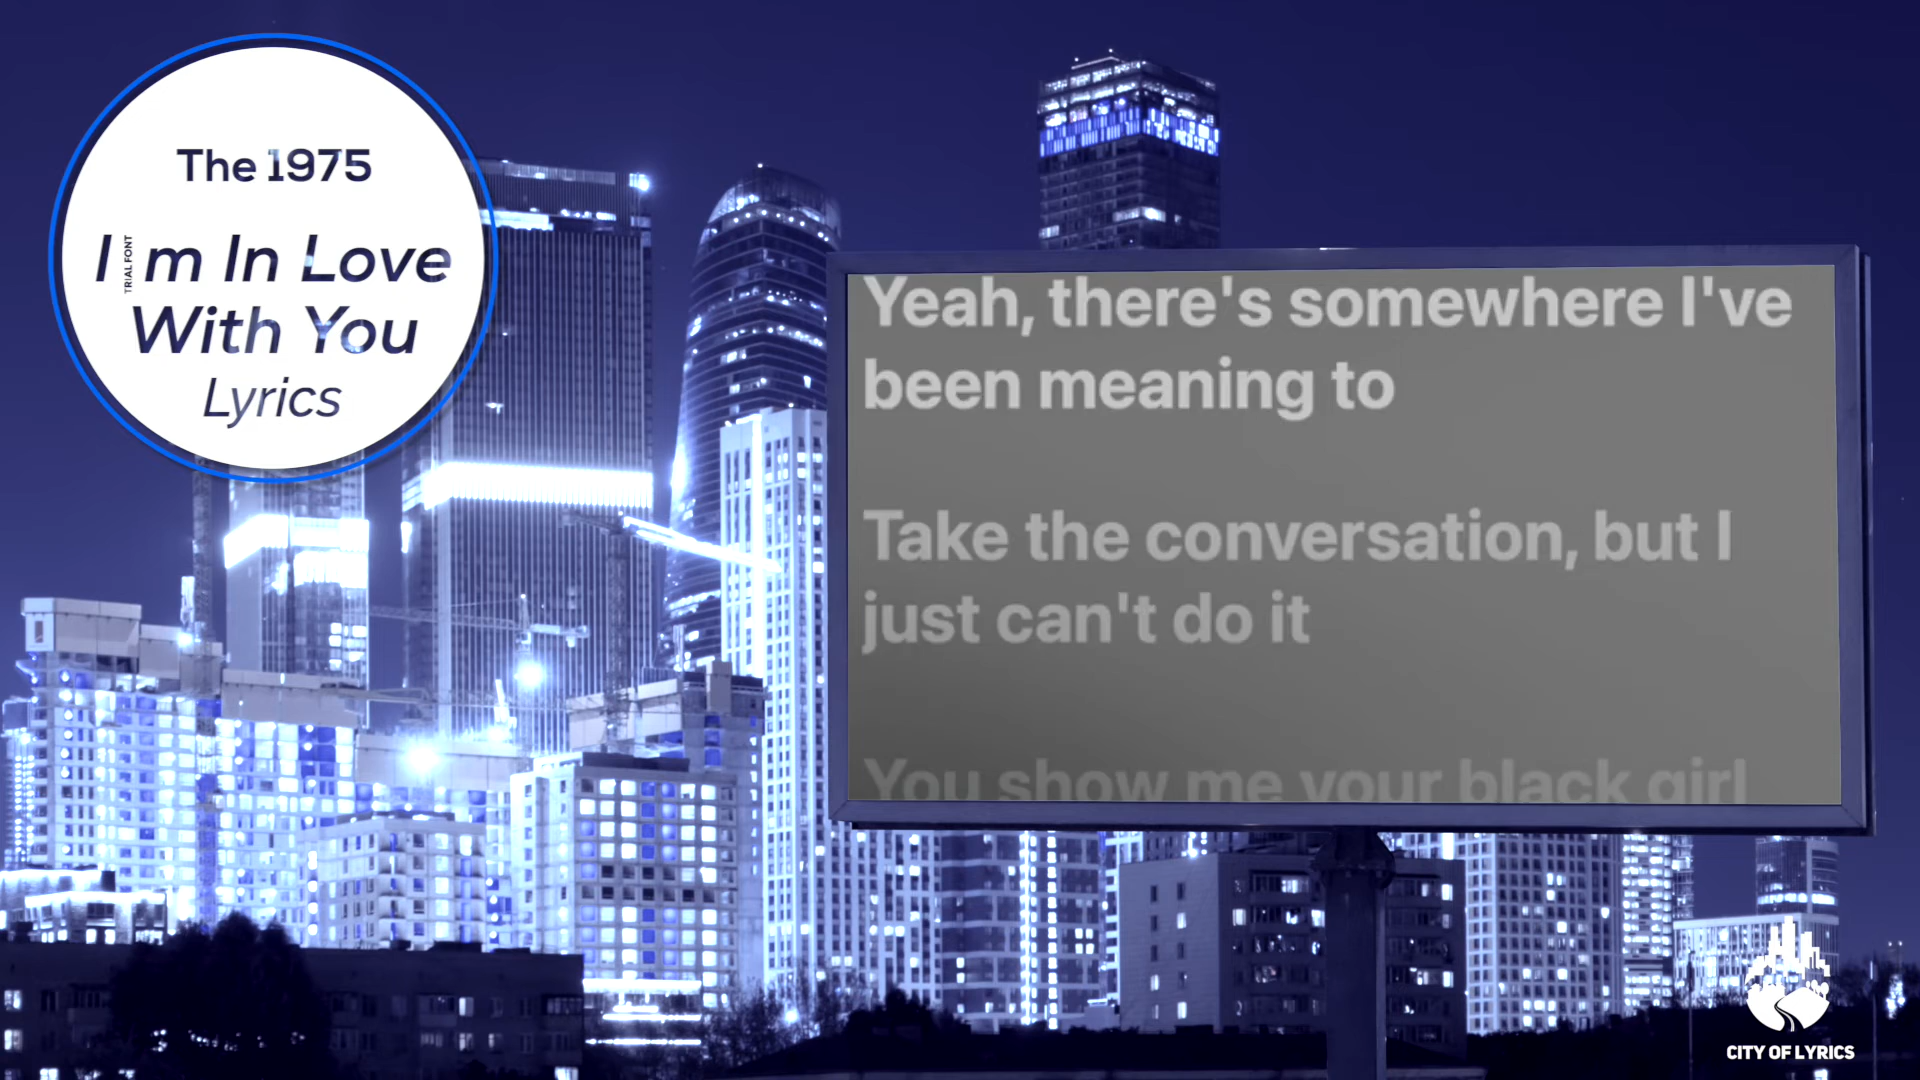 The 1975
I m In Love
TRIAL FONT
With You
Lyrics
Yeah, there's somewhere I've
been meaning to
Take the conversation, but I
just can't do it
You show me your black girl
CITY OF LYRICS